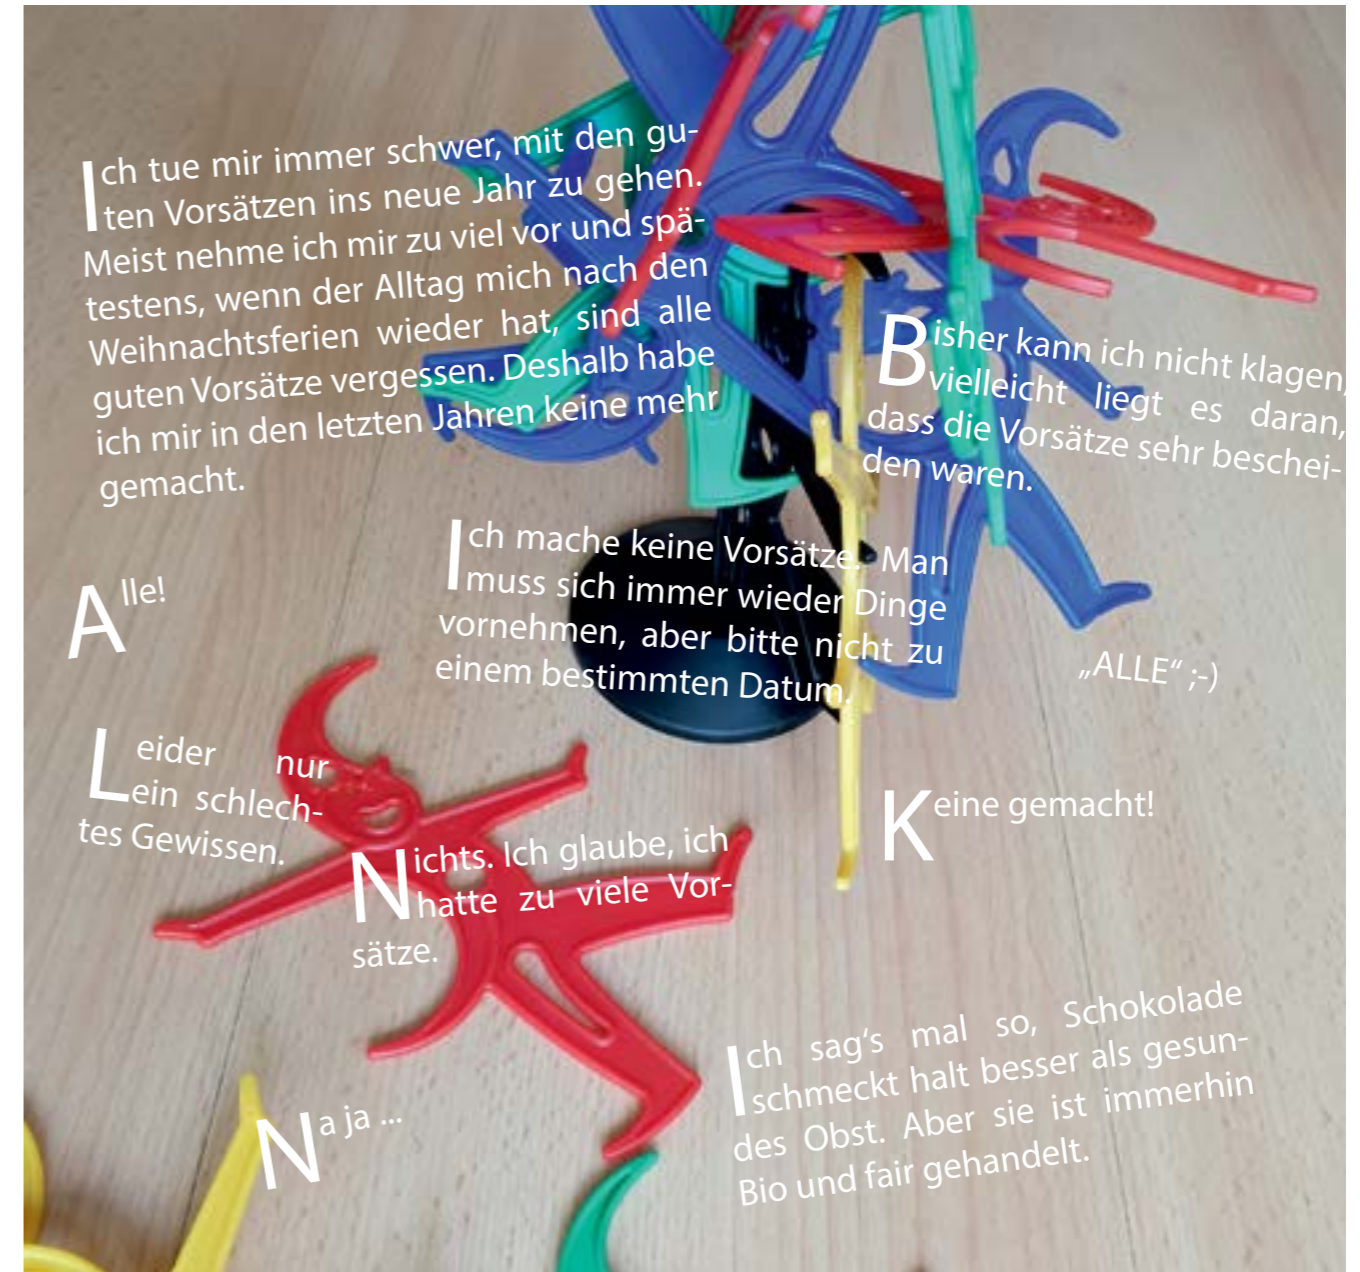 Ich tue mir immer schwer, mit den gu-
ten Vorsätzen ins neue Jahr zu gehen.
Meist nehme ich mir zu viel vor und spä-
testens, wenn der Alltag mich nach den
Weihnachtsferien wieder hat, sind alle
guten Vorsätze vergessen. Deshalb habe
ich mir in den letzten Jahren keine mehr
gemacht.
Bisher kann ich nicht klagen,
vielleicht liegt es daran,
dass die Vorsätze sehr beschei-
den waren.
Ich mache keine Vorsätze. Man
muss sich immer wieder Dinge
vornehmen, aber bitte nicht zu
einem bestimmten Datum.
Alle!
„ALLE“ ;-)
Leider nur
ein schlech-
tes Gewissen.
Keine gemacht!
Nichts. Ich glaube, ich
hatte zu viele Vor-
sätze.
Ich sag‘s mal so, Schokolade
schmeckt halt besser als gesun-
des Obst. Aber sie ist immerhin
Bio und fair gehandelt.
Na ja ...